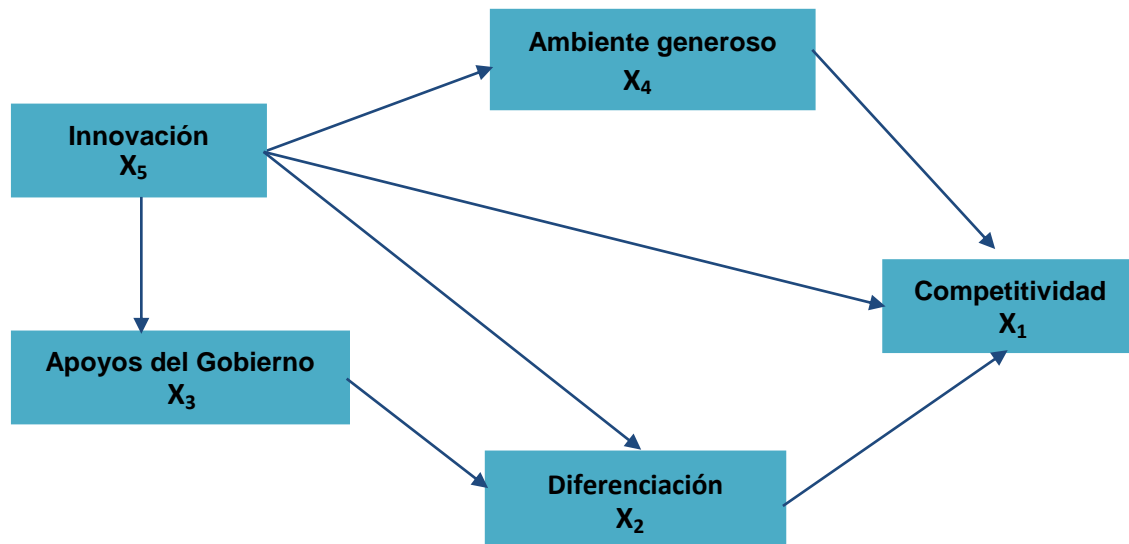 Ambiente generoso
X₄
Innovación
X₅
Competitividad
X₁
Apoyos del Gobierno
X₃
Diferenciación
X₂